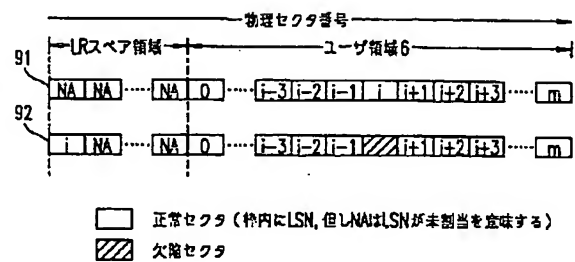 物理セクタ番号
LRスペア領域 ユーザ領域6
91
NA NA ‥‥ NA 0 ‥‥ i-3 i-2 i-1 i i+1 i+2 i+3 ‥‥ m
92
i NA ‥‥ NA 0 ‥‥ i-3 i-2 i-1 i+1 i+2 i+3 ‥‥ m
正常セクタ (枠内にLSN, 但しNAはLSNが未割当を意味する)
欠陥セクタ